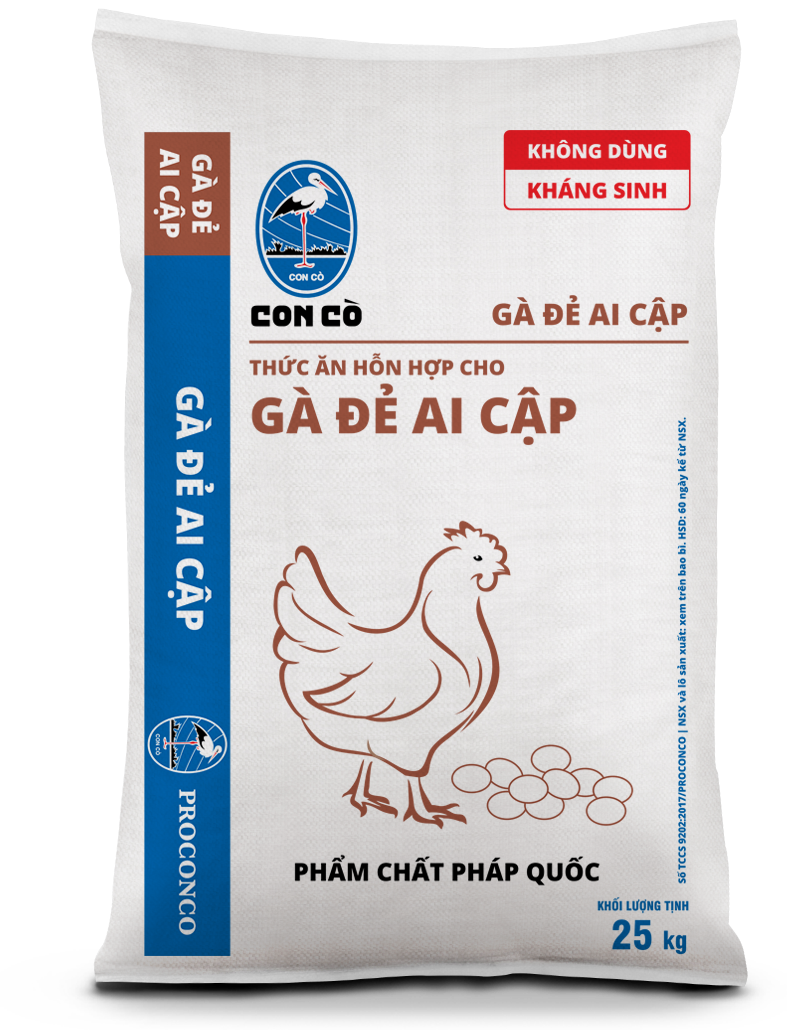 GÀ ĐẺ
AI CẬP
KHÔNG DÙNG
KHÁNG SINH
CON CÒ
CON CÒ
GÀ ĐẺ AI CẬP
THỨC ĂN HỖN HỢP CHO
GÀ ĐẺ AI CẬP
GÀ ĐẺ AI CẬP
CON CÒ
PROCONCO
Số TCCS 9202:2017/PROCONCO | NSX và lô sản xuất: xem trên bao bì. HSD: 60 ngày kể từ NSX.
PHẨM CHẤT PHÁP QUỐC
KHỐI LƯỢNG TỊNH
25 kg